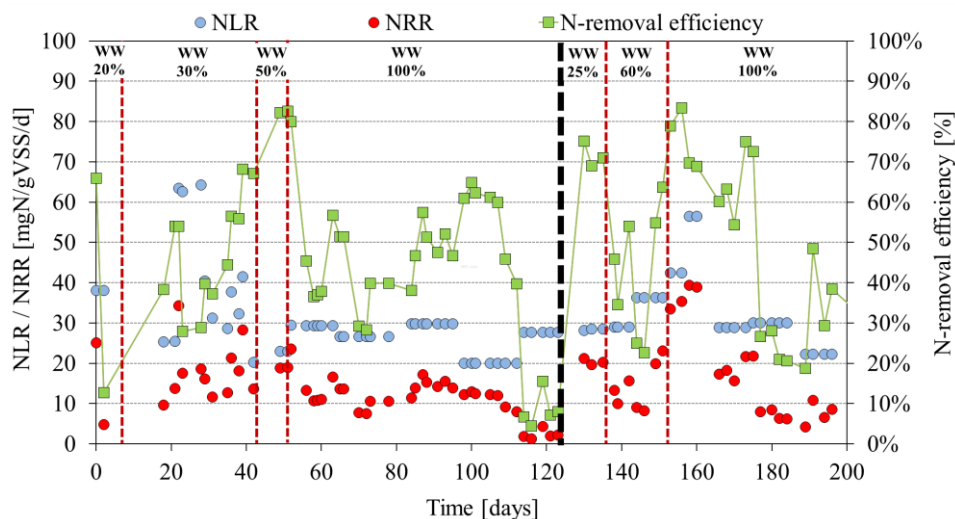 NLR NRR N-removal efficiency
100 100%
90 90%
80 80%
70 70%
60 60%
50 50%
40 40%
30 30%
20 20%
10 10%
0 0%
WW WW WW WW WW WW WW
20% 30% 50% 100% 25% 60% 100%
NLR / NRR [mgN/gVSS/d]
N-removal efficiency [%]
0 20 40 60 80 100 120 140 160 180 200
Time [days]